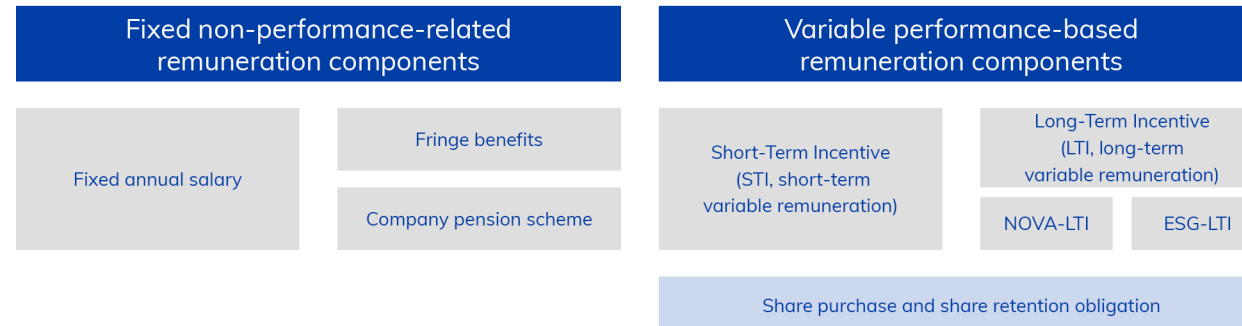 Fixed non-performance-related
remuneration components
Fixed annual salary
Fringe benefits
Company pension scheme
Variable performance-based
remuneration components
Short-Term Incentive
(STI, short-term
variable remuneration)
Long-Term Incentive
(LTI, long-term
variable remuneration)
NOVA-LTI
ESG-LTI
Share purchase and share retention obligation